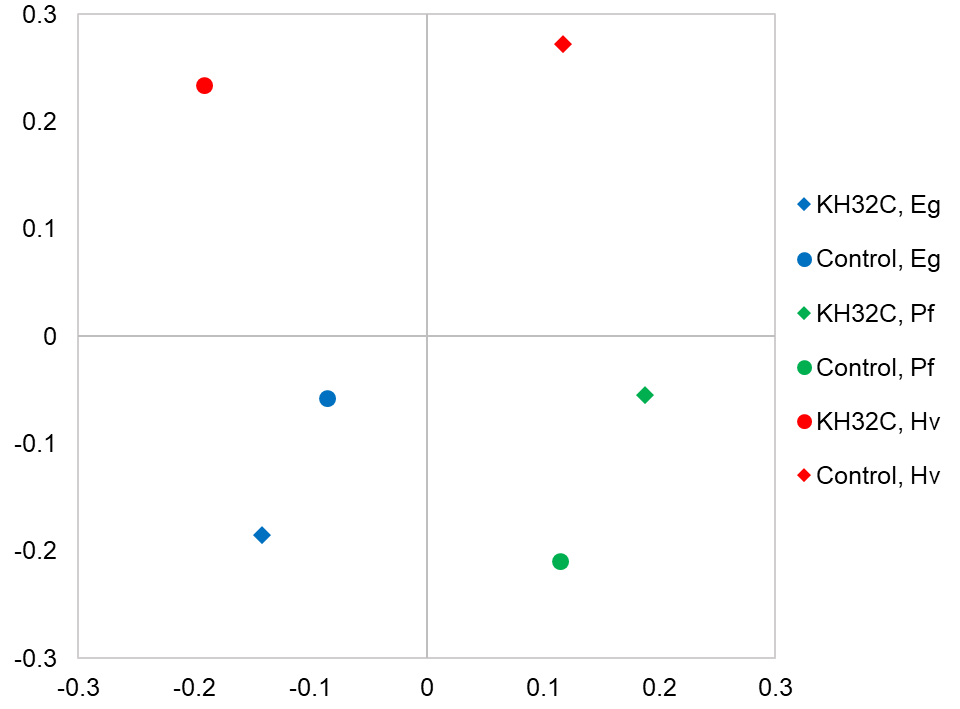 0.3
0.2
0.1
0
-0.1
-0.2
-0.3
-0.3 -0.2 -0.1 0 0.1 0.2 0.3
KH32C, Eg
Control, Eg
KH32C, Pf
Control, Pf
KH32C, Hv
Control, Hv